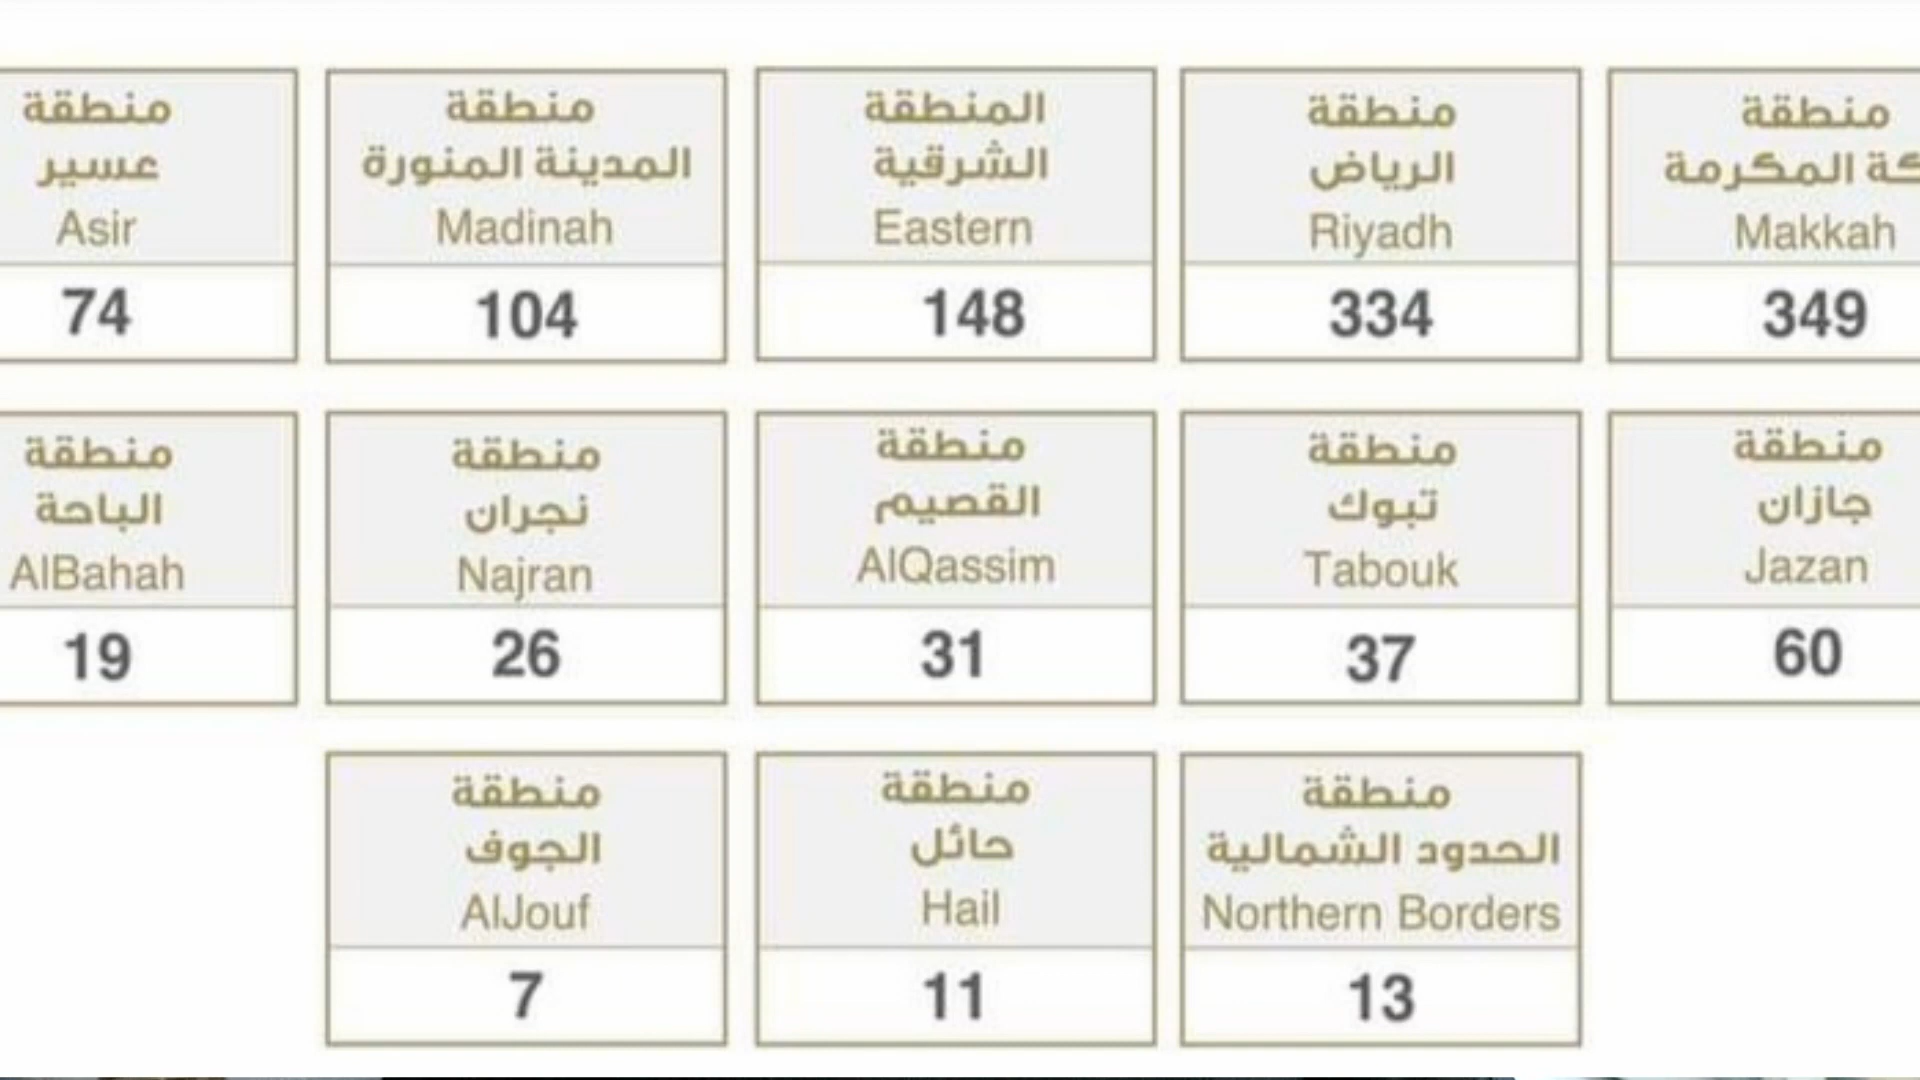 منطقة
كة المكرمة
Makkah
349
منطقة
الرياض
Riyadh
334
المنطقة
الشرقية
Eastern
148
منطقة
المدينة المنورة
Madinah
104
منطقة
عسير
Asir
74
منطقة
جازان
Jazan
60
منطقة
تبوك
Tabouk
37
منطقة
القصيم
AlQassim
31
منطقة
نجران
Najran
26
منطقة
الباحة
AlBahah
19
منطقة
الحدود الشمالية
Northern Borders
13
منطقة
حائل
Hail
11
منطقة
الجوف
AlJouf
7